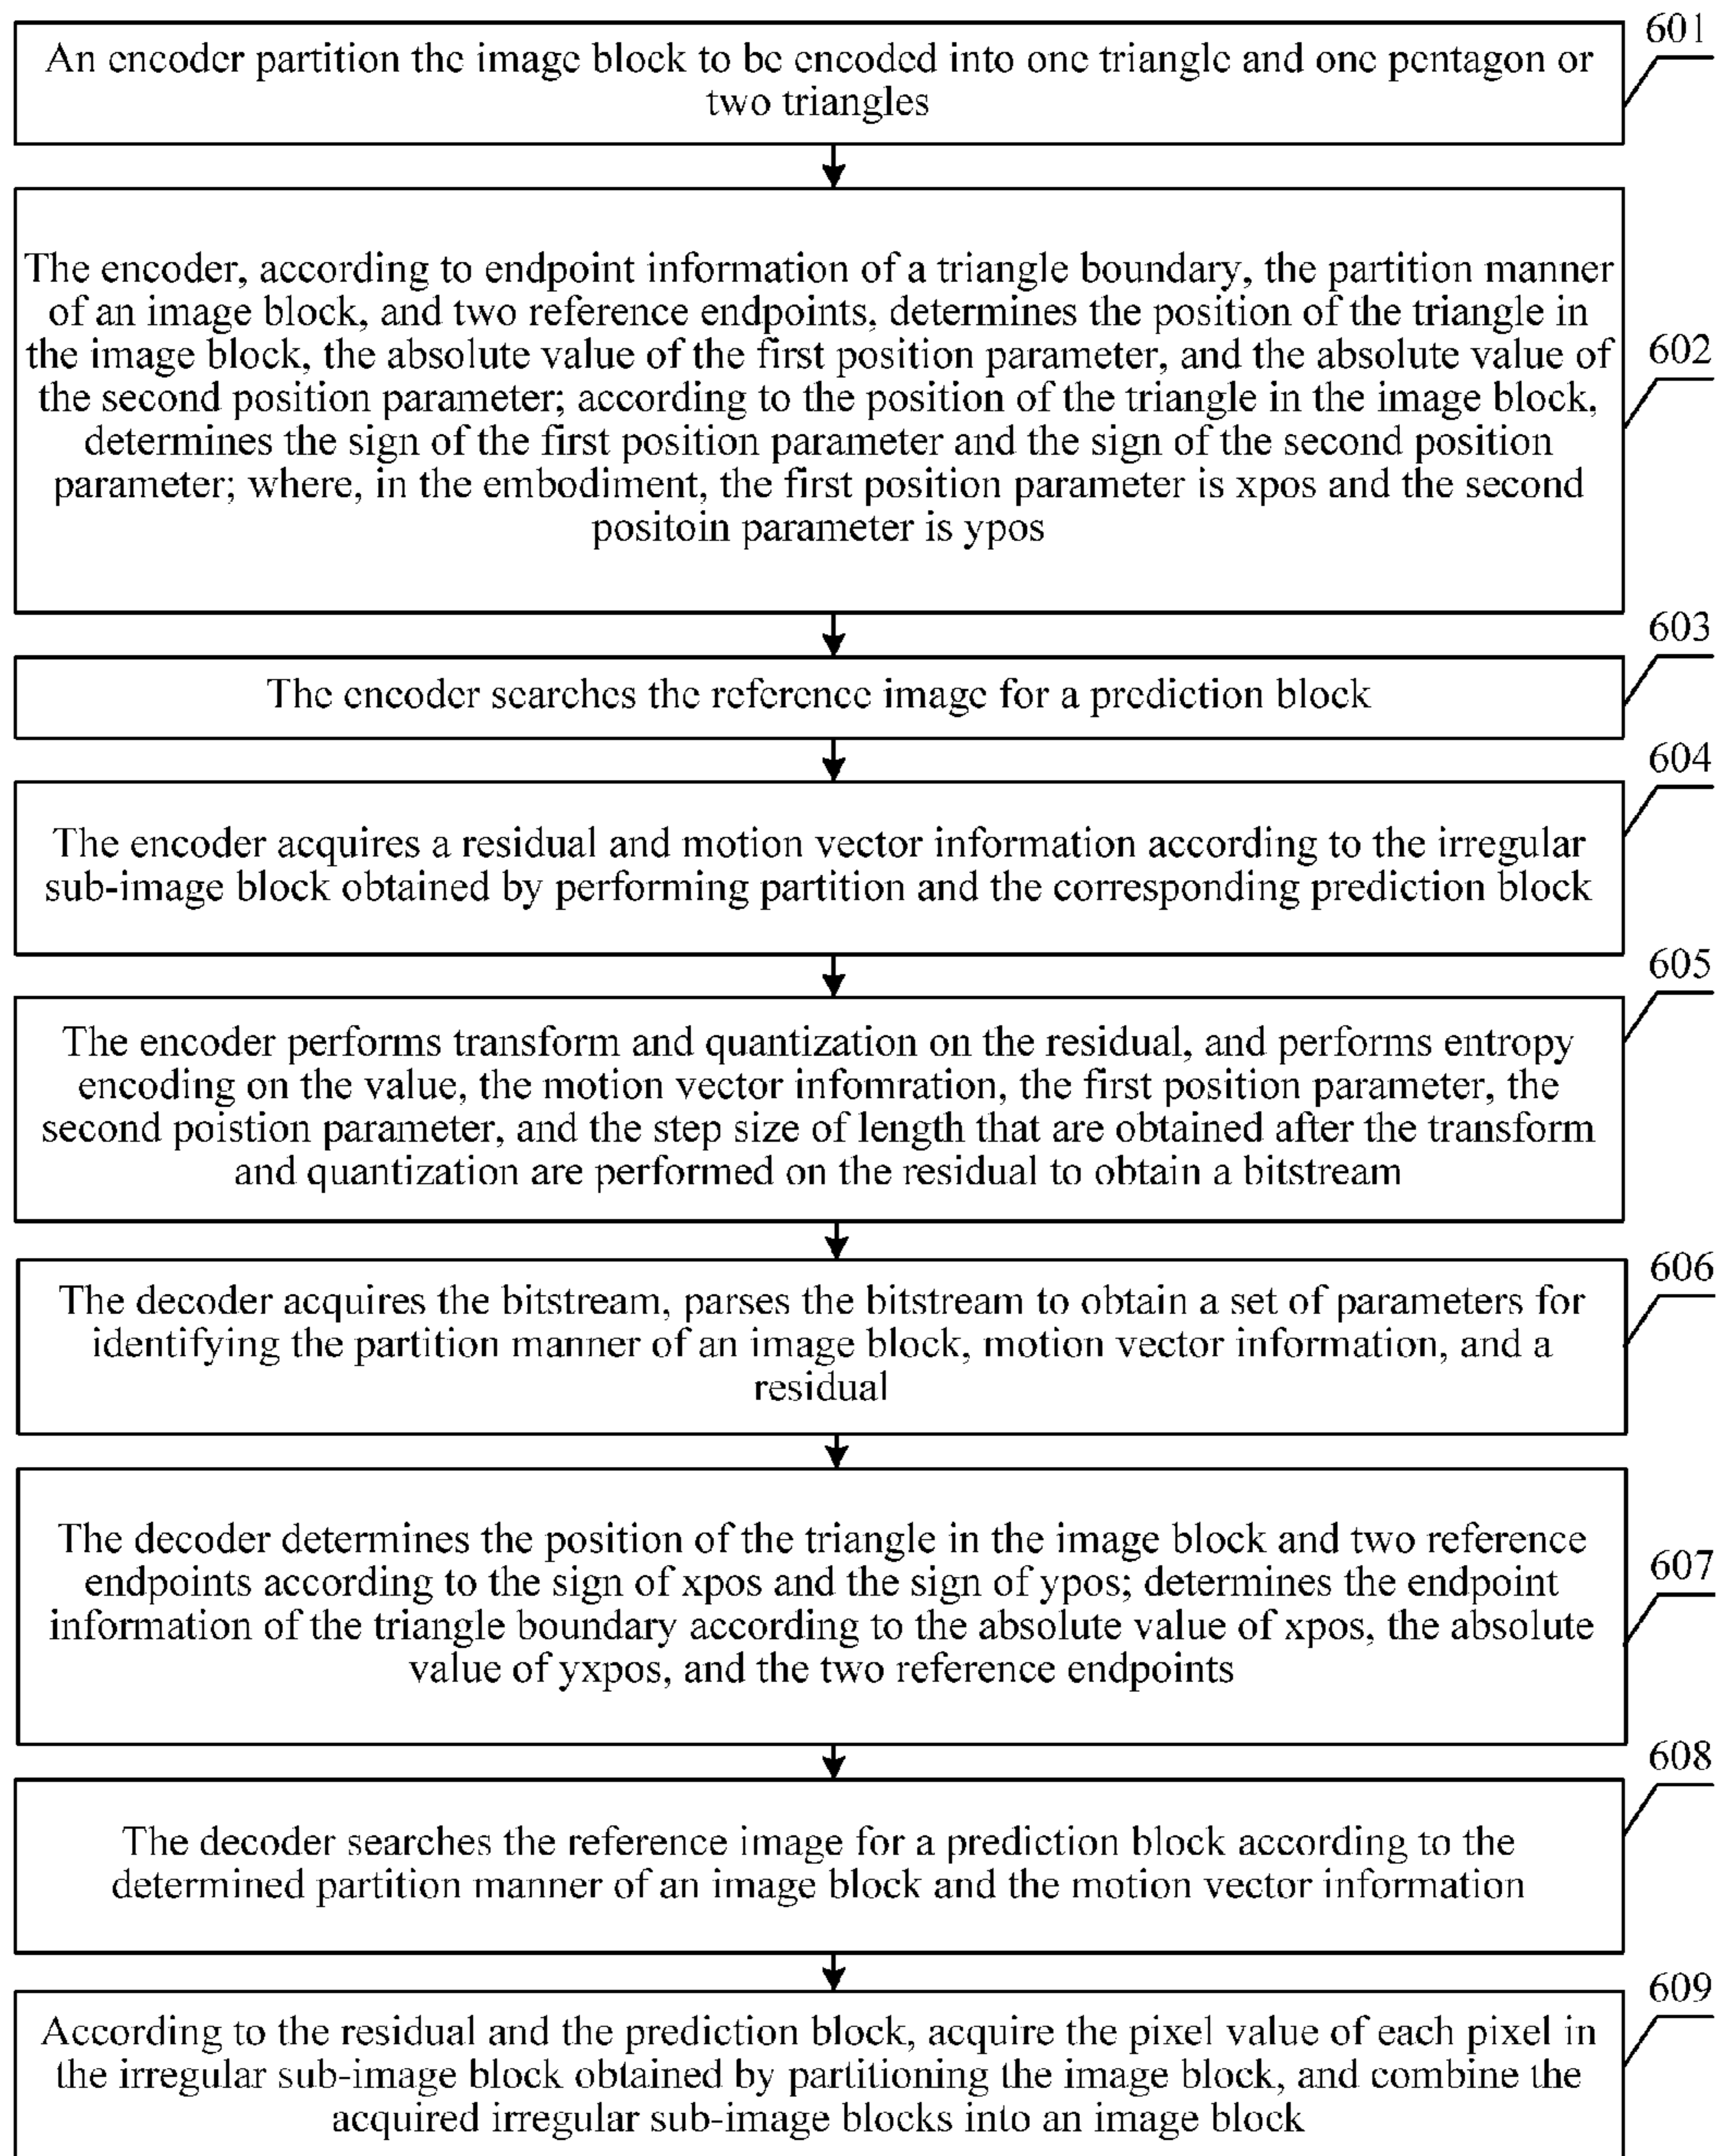 601
An encoder partition the image block to be encoded into one triangle and one pentagon or
two triangles
The encoder, according to endpoint information of a triangle boundary, the partition manner
of an image block, and two reference endpoints, determines the position of the triangle in
the image block, the absolute value of the first position parameter, and the absolute value of
the second position parameter; according to the position of the triangle in the image block,
determines the sign of the first position parameter and the sign of the second position
parameter; where, in the embodiment, the first position parameter is xpos and the second
positoin parameter is ypos
602
603
The encoder searches the reference image for a prediction block
604
The encoder acquires a residual and motion vector information according to the irregular
sub-image block obtained by performing partition and the corresponding prediction block
605
The encoder performs transform and quantization on the residual, and performs entropy
encoding on the value, the motion vector infomration, the first position parameter, the
second poistion parameter, and the step size of length that are obtained after the transform
and quantization are performed on the residual to obtain a bitstream
606
The decoder acquires the bitstream, parses the bitstream to obtain a set of parameters for
identifying the partition manner of an image block, motion vector information, and a
residual
607
The decoder determines the position of the triangle in the image block and two reference
endpoints according to the sign of xpos and the sign of ypos; determines the endpoint
information of the triangle boundary according to the absolute value of xpos, the absolute
value of yxpos, and the two reference endpoints
608
The decoder searches the reference image for a prediction block according to the
determined partition manner of an image block and the motion vector information
609
According to the residual and the prediction block, acquire the pixel value of each pixel in
the irregular sub-image block obtained by partitioning the image block, and combine the
acquired irregular sub-image blocks into an image block